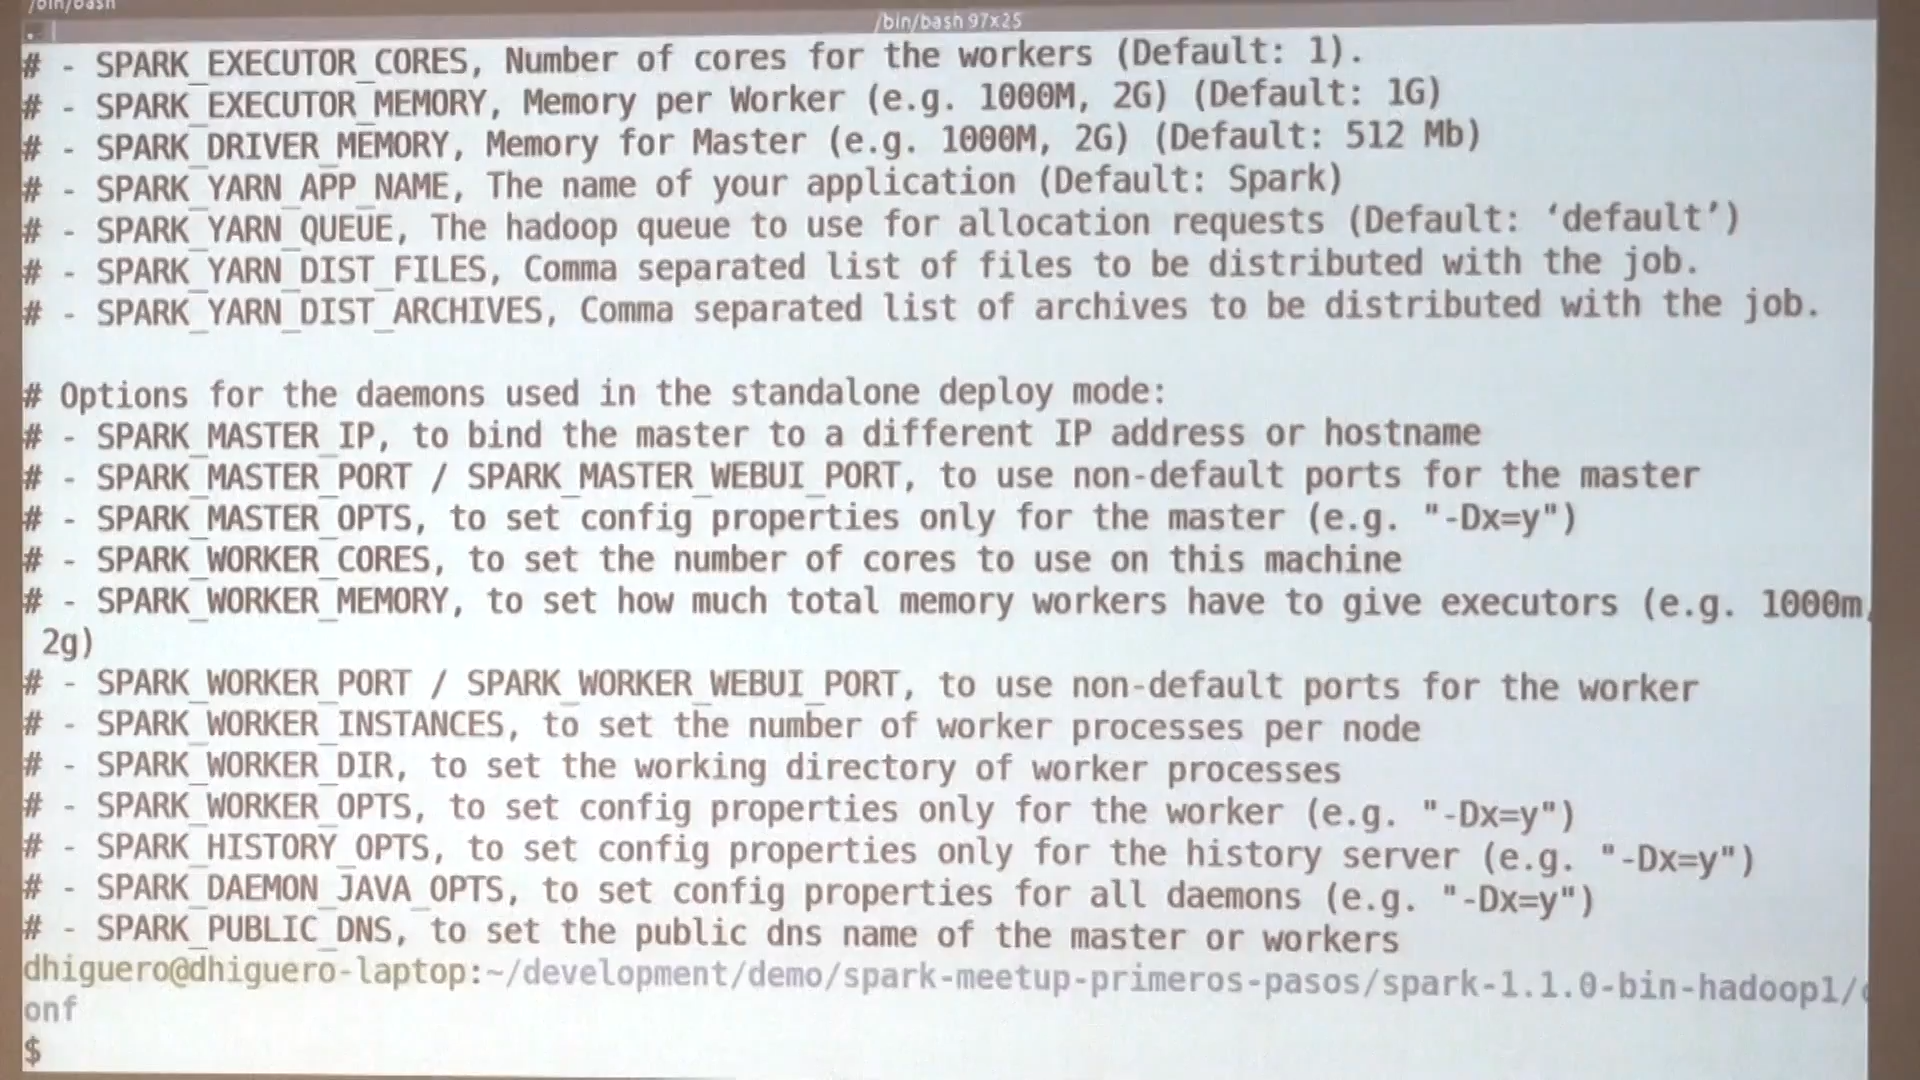 /bin/bash
/bin/bash 97x25
# - SPARK_EXECUTOR_CORES, Number of cores for the workers (Default: 1).
# - SPARK_EXECUTOR_MEMORY, Memory per Worker (e.g. 1000M, 2G) (Default: 1G)
# - SPARK_DRIVER_MEMORY, Memory for Master (e.g. 1000M, 2G) (Default: 512 Mb)
# - SPARK_YARN_APP_NAME, The name of your application (Default: Spark)
# - SPARK_YARN_QUEUE, The hadoop queue to use for allocation requests (Default: ‘default’)
# - SPARK_YARN_DIST_FILES, Comma separated list of files to be distributed with the job.
# - SPARK_YARN_DIST_ARCHIVES, Comma separated list of archives to be distributed with the job.
# Options for the daemons used in the standalone deploy mode:
# - SPARK_MASTER_IP, to bind the master to a different IP address or hostname
# - SPARK_MASTER_PORT / SPARK_MASTER_WEBUI_PORT, to use non-default ports for the master
# - SPARK_MASTER_OPTS, to set config properties only for the master (e.g. "-Dx=y")
# - SPARK_WORKER_CORES, to set the number of cores to use on this machine
# - SPARK_WORKER_MEMORY, to set how much total memory workers have to give executors (e.g. 1000m,
2g)
# - SPARK_WORKER_PORT / SPARK_WORKER_WEBUI_PORT, to use non-default ports for the worker
# - SPARK_WORKER_INSTANCES, to set the number of worker processes per node
# - SPARK_WORKER_DIR, to set the working directory of worker processes
# - SPARK_WORKER_OPTS, to set config properties only for the worker (e.g. "-Dx=y")
# - SPARK_HISTORY_OPTS, to set config properties only for the history server (e.g. "-Dx=y")
# - SPARK_DAEMON_JAVA_OPTS, to set config properties for all daemons (e.g. "-Dx=y")
# - SPARK_PUBLIC_DNS, to set the public dns name of the master or workers
dhiguero@dhiguero-laptop:~/development/demo/spark-meetup-primeros-pasos/spark-1.1.0-bin-hadoop1/c
onf
$